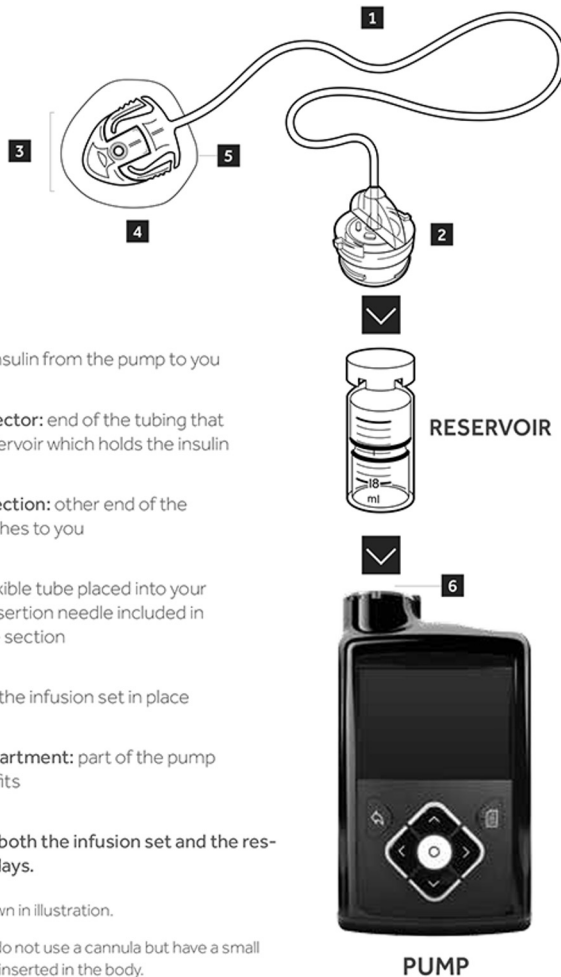 1
3
5
4
2
nsulin from the pump to you
ector: end of the tubing that
ervoir which holds the insulin
RESERVOIR
18
ml
ection: other end of the
hes to you
6
xible tube placed into your
sertion needle included in
section
the infusion set in place
artment: part of the pump
fits
both the infusion set and the res-
lays.
wn in illustration.
do not use a cannula but have a small
inserted in the body.
PUMP